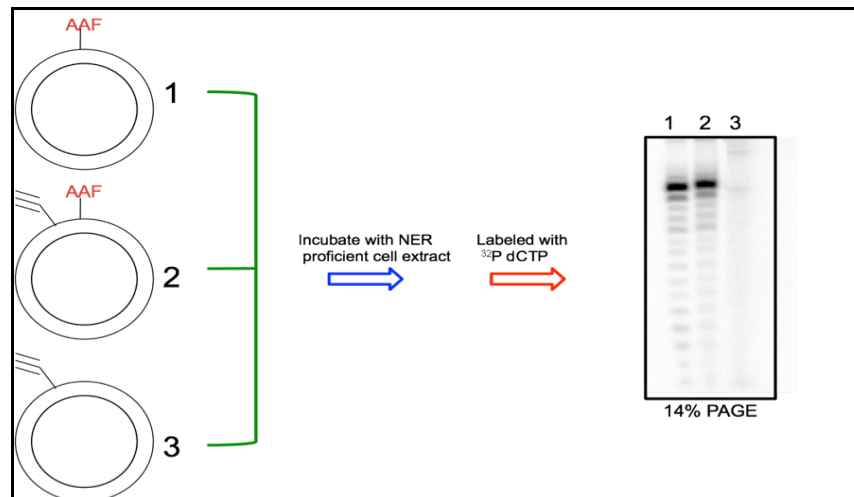 AAF
1
AAF
2
3
Incubate with NER
proficient cell extract
Labeled with
32P dCTP
1 2 3
14% PAGE